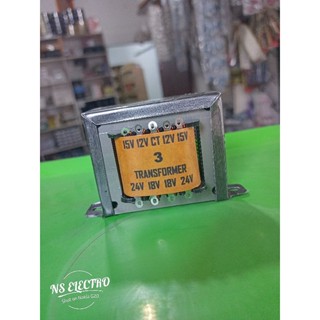 15V 12V CT 12V 15V
3
TRANSFORMER
24V 18V 18V 24V
NS ELECTRO